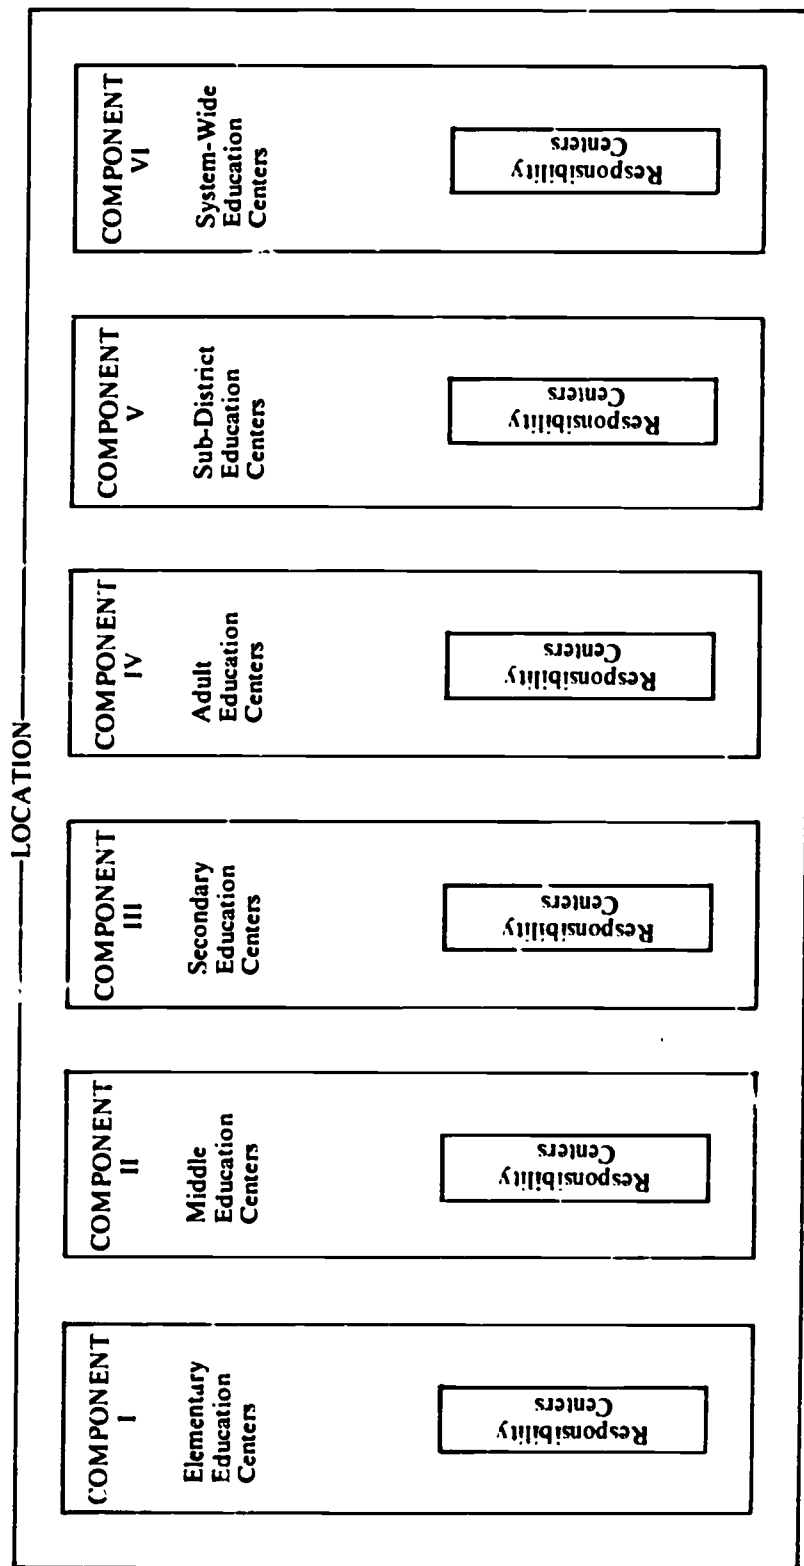 LOCATION
COMPONENT
I
Elementary
Education
Centers
Responsibility
Centers
COMPONENT
II
Middle
Education
Centers
Responsibility
Centers
COMPONENT
III
Secondary
Education
Centers
Responsibility
Centers
COMPONENT
IV
Adult
Education
Centers
Responsibility
Centers
COMPONENT
V
Sub-District
Education
Centers
Responsibility
Centers
COMPONENT
VI
System-Wide
Education
Centers
Responsibility
Centers